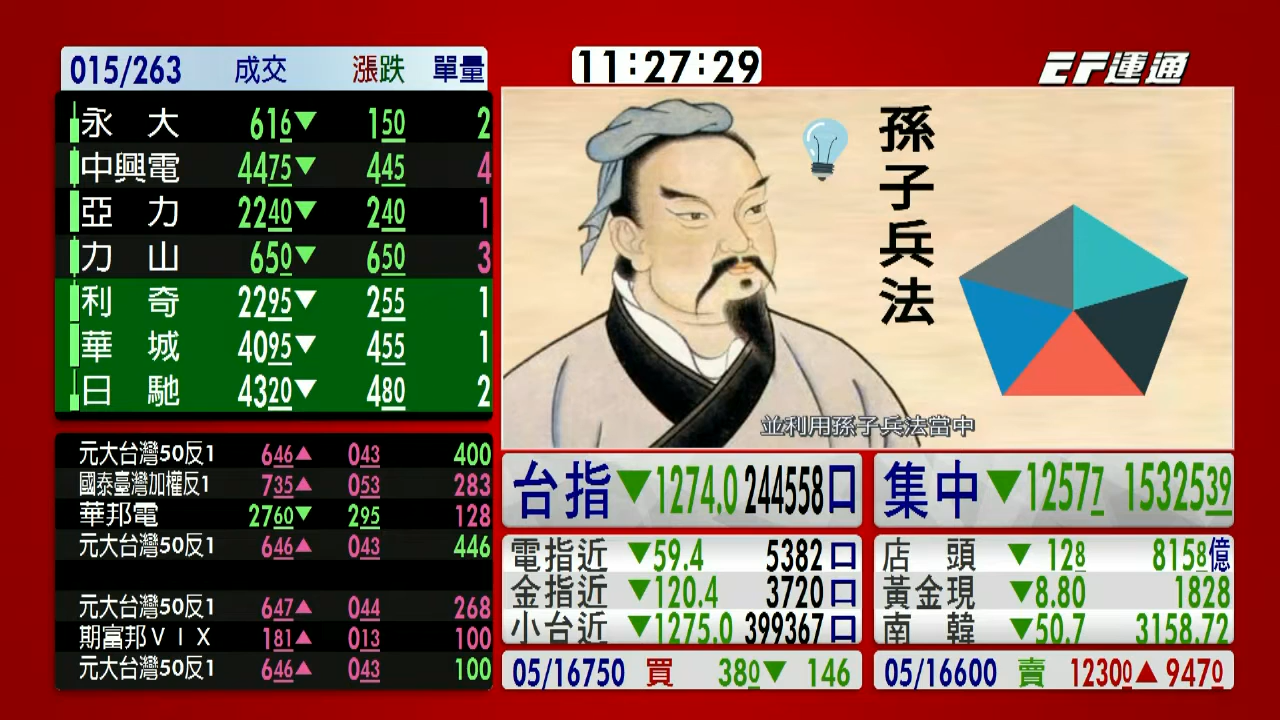 015/263 成交 漲跌 單量
永大 616▼ 150 2
中興電 4475▼ 445 4
亞力 2240▼ 240 1
力山 650▼ 650 3
利奇 2295▼ 255 1
華城 4095▼ 455 1
日馳 4320▼ 480 2
元大台灣50反1 646▲ 043 400
國泰臺灣加權反1 735▲ 053 283
華邦電 2760▼ 295 128
元大台灣50反1 646▲ 043 446
元大台灣50反1 647▲ 044 268
期富邦VIX 181▲ 013 100
元大台灣50反1 646▲ 043 100
11:27:29
EF運通
孫子兵法
並利用孫子兵法當中
台指▼1274.0 244558口
集中▼12577 1532539
電指近▼59.4 5382口
金指近▼120.4 3720口
小台近▼1275.0 399367口
店頭▼128 8158億
黃金現▼8.80 1828
南韓▼50.7 3158.72
05/16750 買 380▼ 146
05/16600 賣 12300▲ 9470